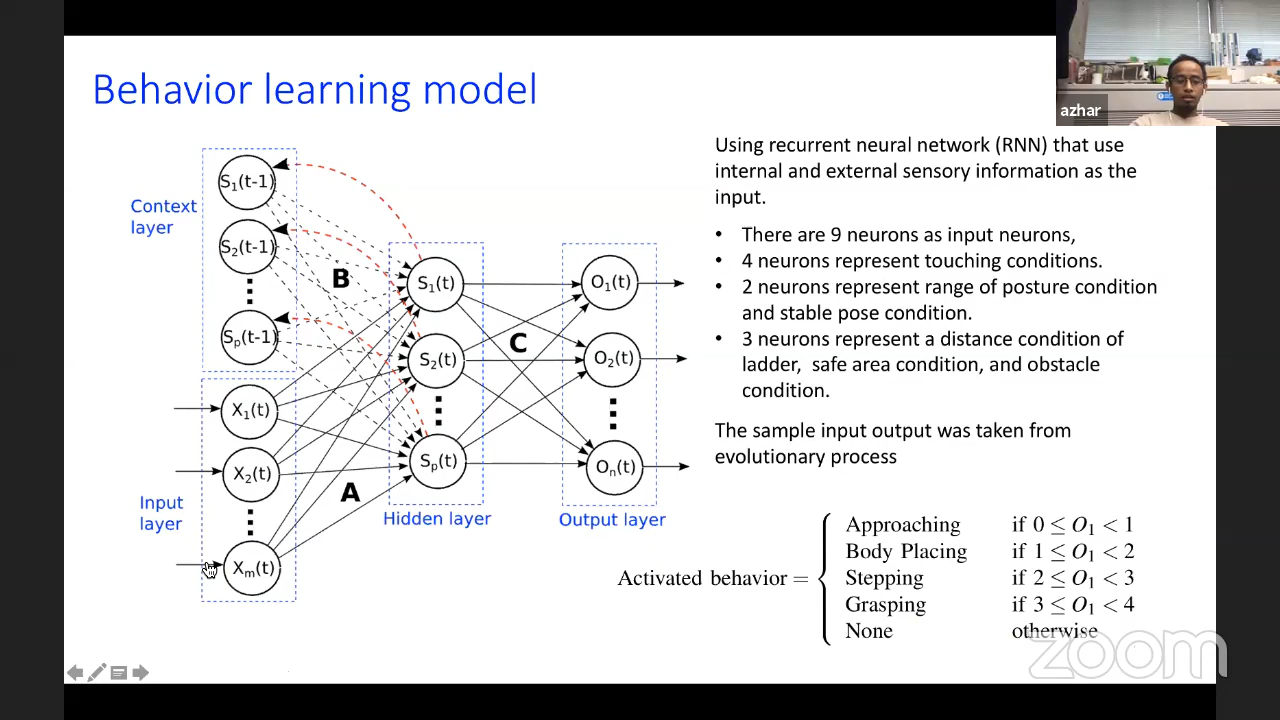 Behavior learning model
azhar
Using recurrent neural network (RNN) that use
internal and external sensory information as the
input.
• There are 9 neurons as input neurons,
• 4 neurons represent touching conditions.
• 2 neurons represent range of posture condition
and stable pose condition.
• 3 neurons represent a distance condition of
ladder, safe area condition, and obstacle
condition.
The sample input output was taken from
evolutionary process
Context
layer
S₁(t-1)
S₂(t-1)
Sₚ(t-1)
B
Input
layer
X₁(t)
X₂(t)
Xₘ(t)
A
S₁(t)
S₂(t)
Sₚ(t)
Hidden layer
C
O₁(t)
O₂(t)
Oₙ(t)
Output layer
Activated behavior =
Approaching if 0 ≤ O₁ < 1
Body Placing if 1 ≤ O₁ < 2
Stepping if 2 ≤ O₁ < 3
Grasping if 3 ≤ O₁ < 4
None otherwise
zoom